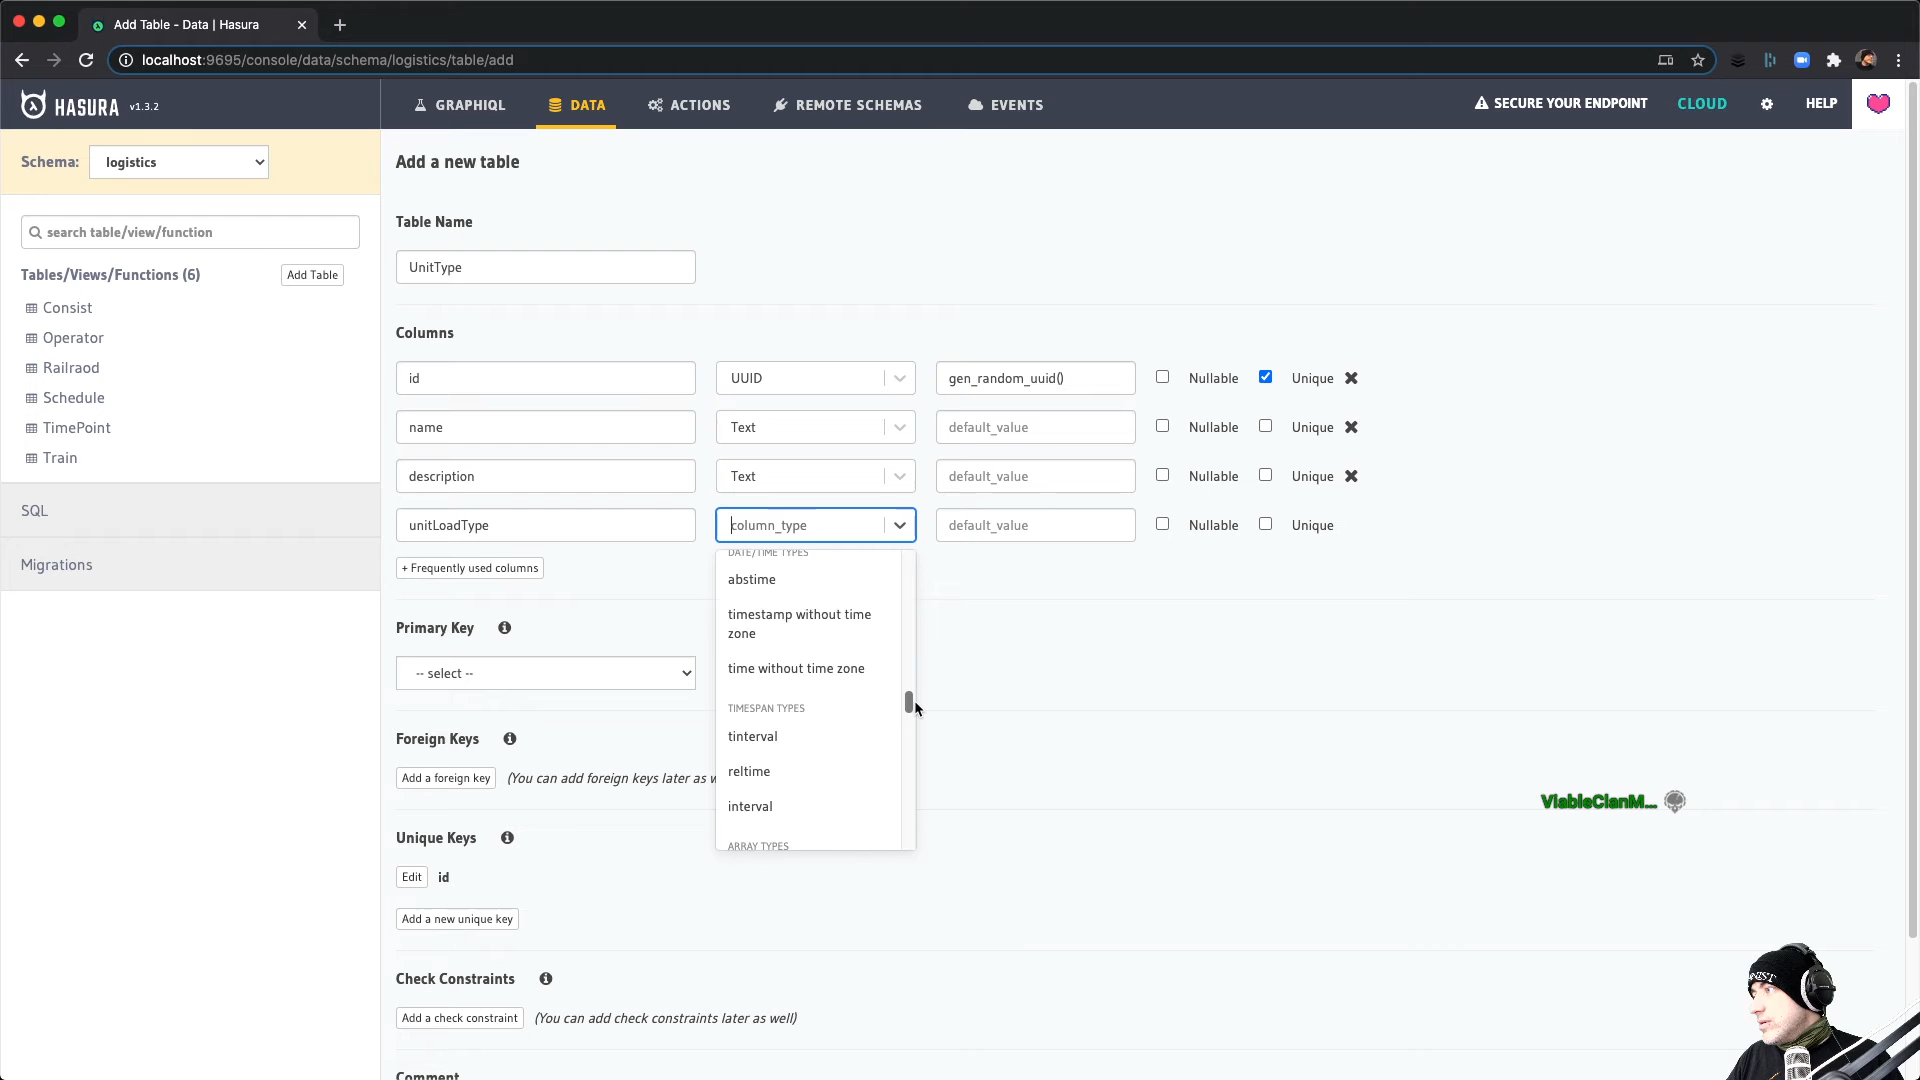 Add Table - Data | Hasura
localhost:9695/console/data/schema/logistics/table/add
HASURA v1.3.2
GRAPHIQL
DATA
ACTIONS
REMOTE SCHEMAS
EVENTS
SECURE YOUR ENDPOINT
CLOUD
HELP
Schema: logistics
search table/view/function
Tables/Views/Functions (6)
Add Table
Consist
Operator
Railraod
Schedule
TimePoint
Train
SQL
Migrations
Add a new table
Table Name
UnitType
Columns
id UUID gen_random_uuid() Nullable Unique
name Text default_value Nullable Unique
description Text default_value Nullable Unique
unitLoadType column_type default_value Nullable Unique
+ Frequently used columns
DATE/TIME TYPES
abstime
timestamp without time
zone
time without time zone
TIMESPAN TYPES
tinterval
reltime
interval
ARRAY TYPES
Primary Key
-- select --
Foreign Keys
Add a foreign key (You can add foreign keys later as w
Unique Keys
Edit id
Add a new unique key
Check Constraints
Add a check constraint (You can add check constraints later as well)
Comment
ViableClanM...